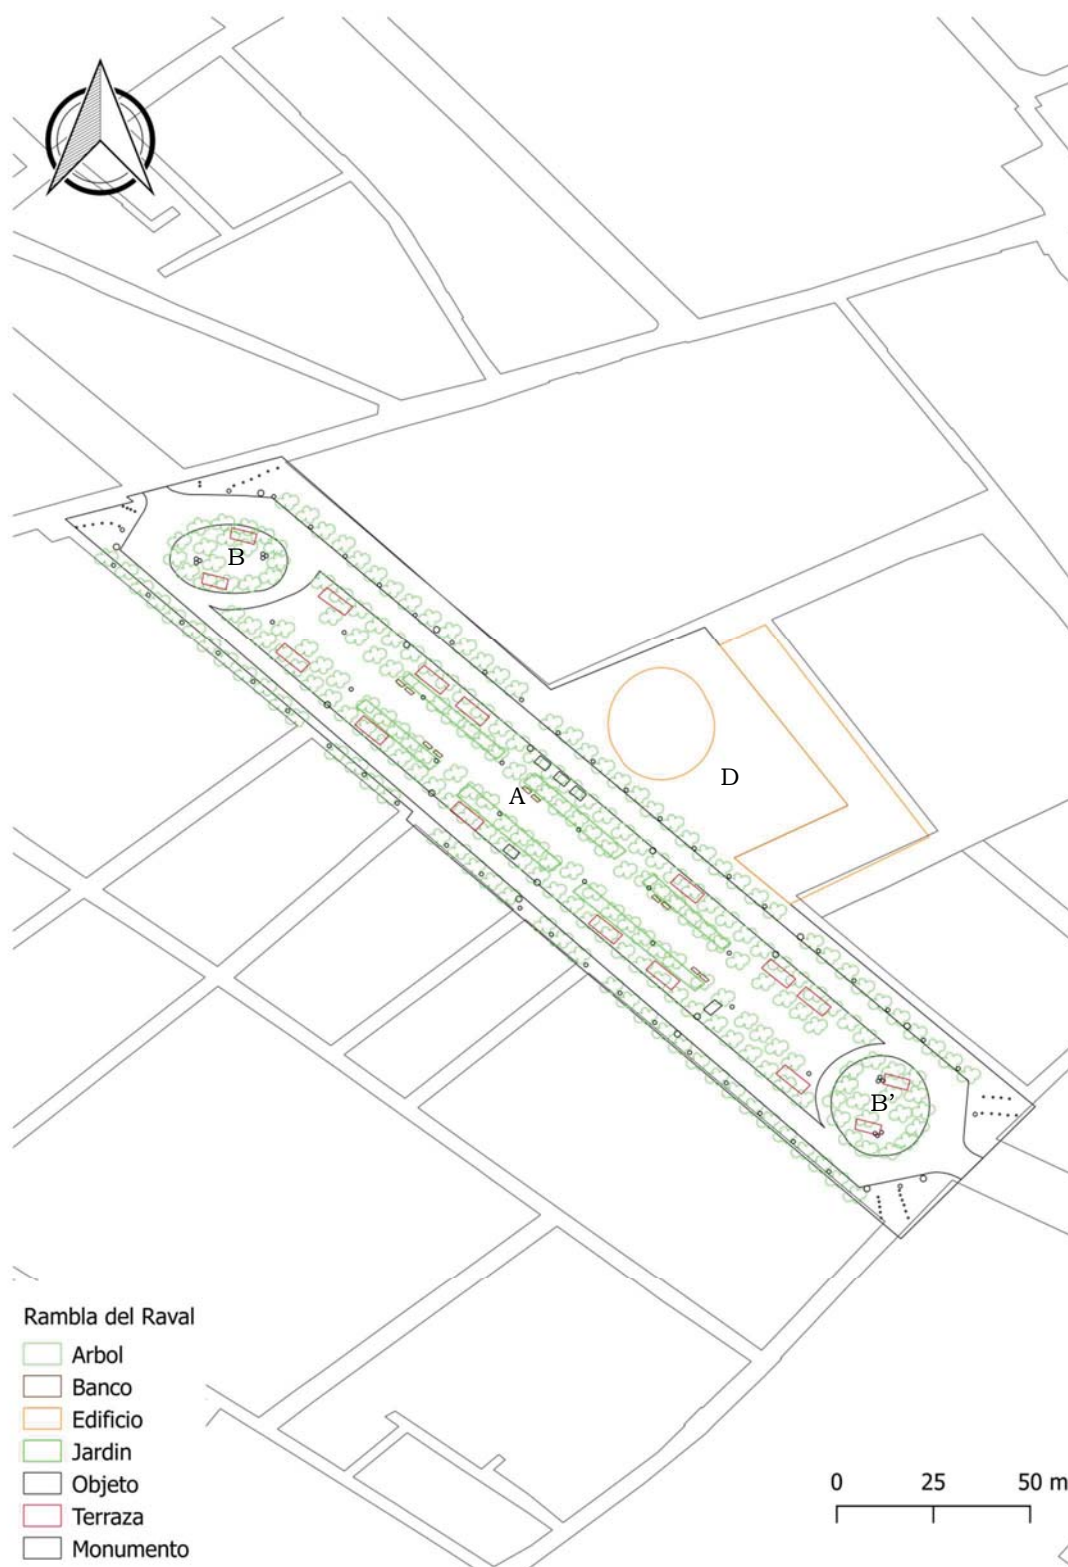 B
D
A
B’
Rambla del Raval
Arbol
Banco
Edificio
Jardin
Objeto
Terraza
Monumento
0 25 50 m